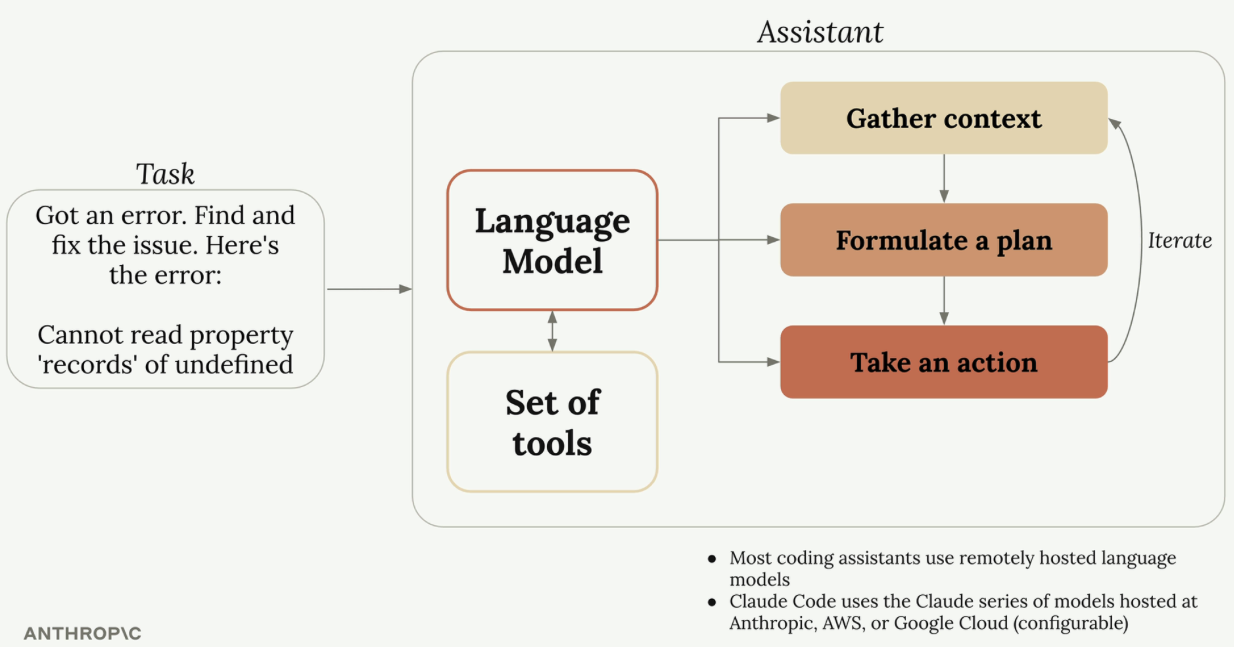 Assistant
Task
Got an error. Find and
fix the issue. Here's
the error:
Cannot read property
'records' of undefined
Language
Model
Set of
tools
Gather context
Formulate a plan
Take an action
Iterate
● Most coding assistants use remotely hosted language
models
● Claude Code uses the Claude series of models hosted at
Anthropic, AWS, or Google Cloud (configurable)
ANTHROP\C